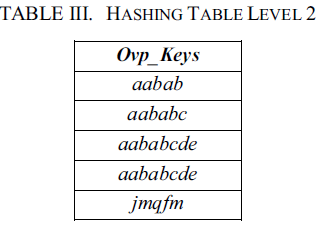 TABLE III. HASHING TABLE LEVEL 2
Ovp_Keys
aabab
aababc
aababcde
aababcde
jmqfm